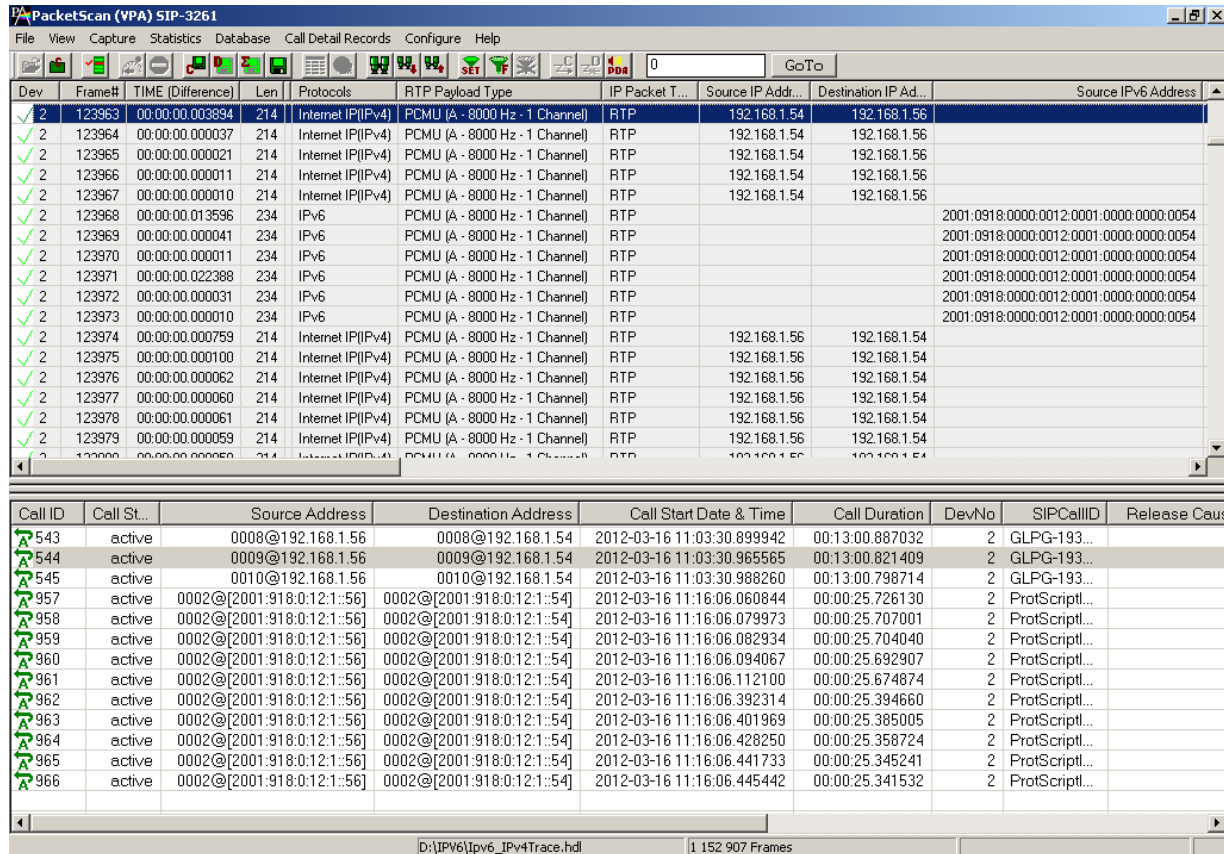 PacketScan (VPA) SIP-3261
File View Capture Statistics Database Call Detail Records Configure Help
SET PDA 0 GoTo
Dev Frame# TIME (Difference) Len Protocols RTP Payload Type IP Packet T... Source IP Addr... Destination IP Ad... Source IPv6 Address
2 123963 00:00:00.003894 214 Internet IP(IPv4) PCMU (A - 8000 Hz - 1 Channel) RTP 192.168.1.54 192.168.1.56
2 123964 00:00:00.000037 214 Internet IP(IPv4) PCMU (A - 8000 Hz - 1 Channel) RTP 192.168.1.54 192.168.1.56
2 123965 00:00:00.000021 214 Internet IP(IPv4) PCMU (A - 8000 Hz - 1 Channel) RTP 192.168.1.54 192.168.1.56
2 123966 00:00:00.000011 214 Internet IP(IPv4) PCMU (A - 8000 Hz - 1 Channel) RTP 192.168.1.54 192.168.1.56
2 123967 00:00:00.000010 214 Internet IP(IPv4) PCMU (A - 8000 Hz - 1 Channel) RTP 192.168.1.54 192.168.1.56
2 123968 00:00:00.013596 234 IPv6 PCMU (A - 8000 Hz - 1 Channel) RTP 2001:0918:0000:0012:0001:0000:0000:0054
2 123969 00:00:00.000041 234 IPv6 PCMU (A - 8000 Hz - 1 Channel) RTP 2001:0918:0000:0012:0001:0000:0000:0054
2 123970 00:00:00.000011 234 IPv6 PCMU (A - 8000 Hz - 1 Channel) RTP 2001:0918:0000:0012:0001:0000:0000:0054
2 123971 00:00:00.022388 234 IPv6 PCMU (A - 8000 Hz - 1 Channel) RTP 2001:0918:0000:0012:0001:0000:0000:0054
2 123972 00:00:00.000031 234 IPv6 PCMU (A - 8000 Hz - 1 Channel) RTP 2001:0918:0000:0012:0001:0000:0000:0054
2 123973 00:00:00.000010 234 IPv6 PCMU (A - 8000 Hz - 1 Channel) RTP 2001:0918:0000:0012:0001:0000:0000:0054
2 123974 00:00:00.000759 214 Internet IP(IPv4) PCMU (A - 8000 Hz - 1 Channel) RTP 192.168.1.56 192.168.1.54
2 123975 00:00:00.000100 214 Internet IP(IPv4) PCMU (A - 8000 Hz - 1 Channel) RTP 192.168.1.56 192.168.1.54
2 123976 00:00:00.000062 214 Internet IP(IPv4) PCMU (A - 8000 Hz - 1 Channel) RTP 192.168.1.56 192.168.1.54
2 123977 00:00:00.000060 214 Internet IP(IPv4) PCMU (A - 8000 Hz - 1 Channel) RTP 192.168.1.56 192.168.1.54
2 123978 00:00:00.000061 214 Internet IP(IPv4) PCMU (A - 8000 Hz - 1 Channel) RTP 192.168.1.56 192.168.1.54
2 123979 00:00:00.000059 214 Internet IP(IPv4) PCMU (A - 8000 Hz - 1 Channel) RTP 192.168.1.56 192.168.1.54
Call ID Call St... Source Address Destination Address Call Start Date & Time Call Duration DevNo SIPCallID Release Caus
543 active 0008@192.168.1.56 0008@192.168.1.54 2012-03-16 11:03:30.899942 00:13:00.887032 2 GLPG-193...
544 active 0009@192.168.1.56 0009@192.168.1.54 2012-03-16 11:03:30.965565 00:13:00.821409 2 GLPG-193...
545 active 0010@192.168.1.56 0010@192.168.1.54 2012-03-16 11:03:30.988260 00:13:00.798714 2 GLPG-193...
957 active 0002@[2001:918:0:12:1::56] 0002@[2001:918:0:12:1::54] 2012-03-16 11:16:06.060844 00:00:25.726130 2 ProtScriptI...
958 active 0002@[2001:918:0:12:1::56] 0002@[2001:918:0:12:1::54] 2012-03-16 11:16:06.079973 00:00:25.707001 2 ProtScriptI...
959 active 0002@[2001:918:0:12:1::56] 0002@[2001:918:0:12:1::54] 2012-03-16 11:16:06.082934 00:00:25.704040 2 ProtScriptI...
960 active 0002@[2001:918:0:12:1::56] 0002@[2001:918:0:12:1::54] 2012-03-16 11:16:06.094067 00:00:25.692907 2 ProtScriptI...
961 active 0002@[2001:918:0:12:1::56] 0002@[2001:918:0:12:1::54] 2012-03-16 11:16:06.112100 00:00:25.674874 2 ProtScriptI...
962 active 0002@[2001:918:0:12:1::56] 0002@[2001:918:0:12:1::54] 2012-03-16 11:16:06.392314 00:00:25.394660 2 ProtScriptI...
963 active 0002@[2001:918:0:12:1::56] 0002@[2001:918:0:12:1::54] 2012-03-16 11:16:06.401969 00:00:25.385005 2 ProtScriptI...
964 active 0002@[2001:918:0:12:1::56] 0002@[2001:918:0:12:1::54] 2012-03-16 11:16:06.428250 00:00:25.358724 2 ProtScriptI...
965 active 0002@[2001:918:0:12:1::56] 0002@[2001:918:0:12:1::54] 2012-03-16 11:16:06.441733 00:00:25.345241 2 ProtScriptI...
966 active 0002@[2001:918:0:12:1::56] 0002@[2001:918:0:12:1::54] 2012-03-16 11:16:06.445442 00:00:25.341532 2 ProtScriptI...
D:\IPV6\Ipv6_IPv4Trace.hdl 1 152 907 Frames